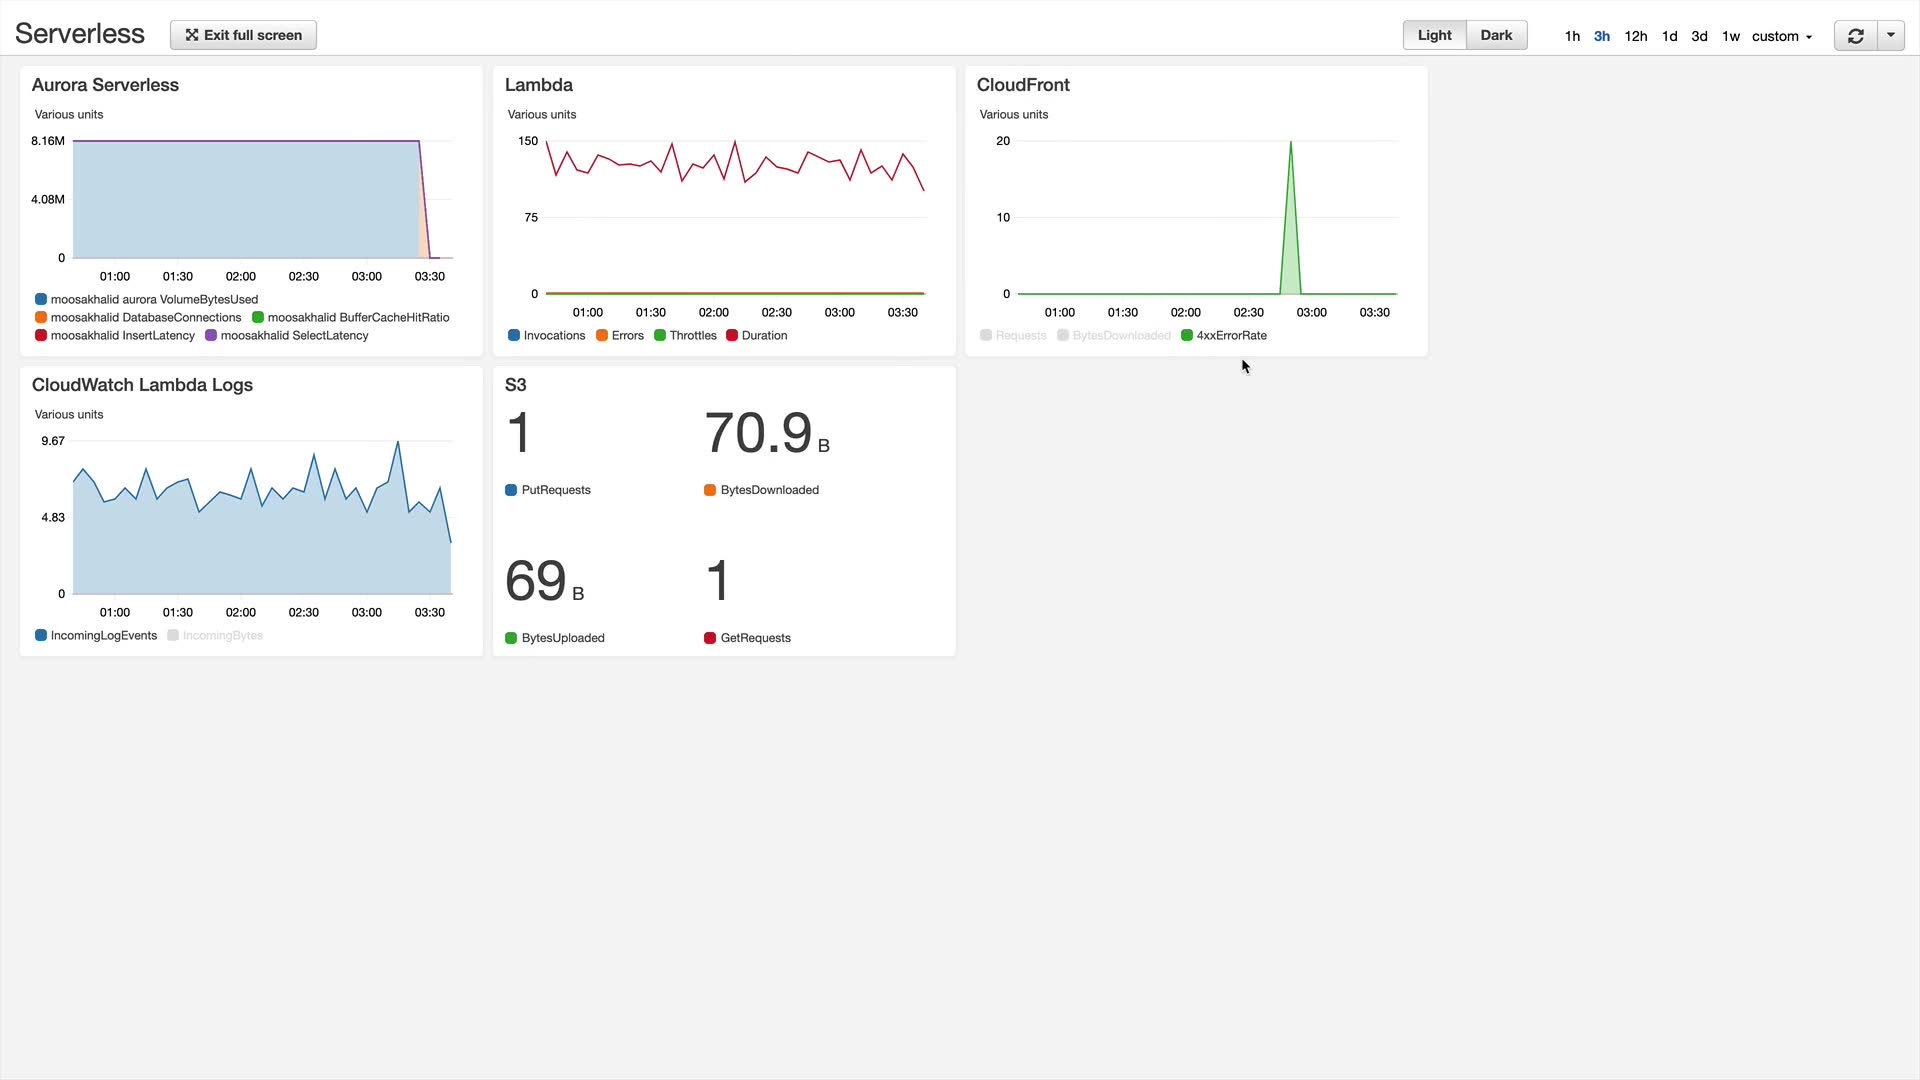 Serverless
Exit full screen
Light Dark
1h 3h 12h 1d 3d 1w custom
Aurora Serverless
Various units
8.16M
4.08M
0
01:00 01:30 02:00 02:30 03:00 03:30
moosakhalid aurora VolumeBytesUsed
moosakhalid DatabaseConnections moosakhalid BufferCacheHitRatio
moosakhalid InsertLatency moosakhalid SelectLatency
Lambda
Various units
150
75
0
01:00 01:30 02:00 02:30 03:00 03:30
Invocations Errors Throttles Duration
CloudFront
Various units
20
10
0
01:00 01:30 02:00 02:30 03:00 03:30
Requests BytesDownloaded 4xxErrorRate
CloudWatch Lambda Logs
Various units
9.67
4.83
0
01:00 01:30 02:00 02:30 03:00 03:30
IncomingLogEvents IncomingBytes
S3
1 70.9 B
PutRequests BytesDownloaded
69 B 1
BytesUploaded GetRequests